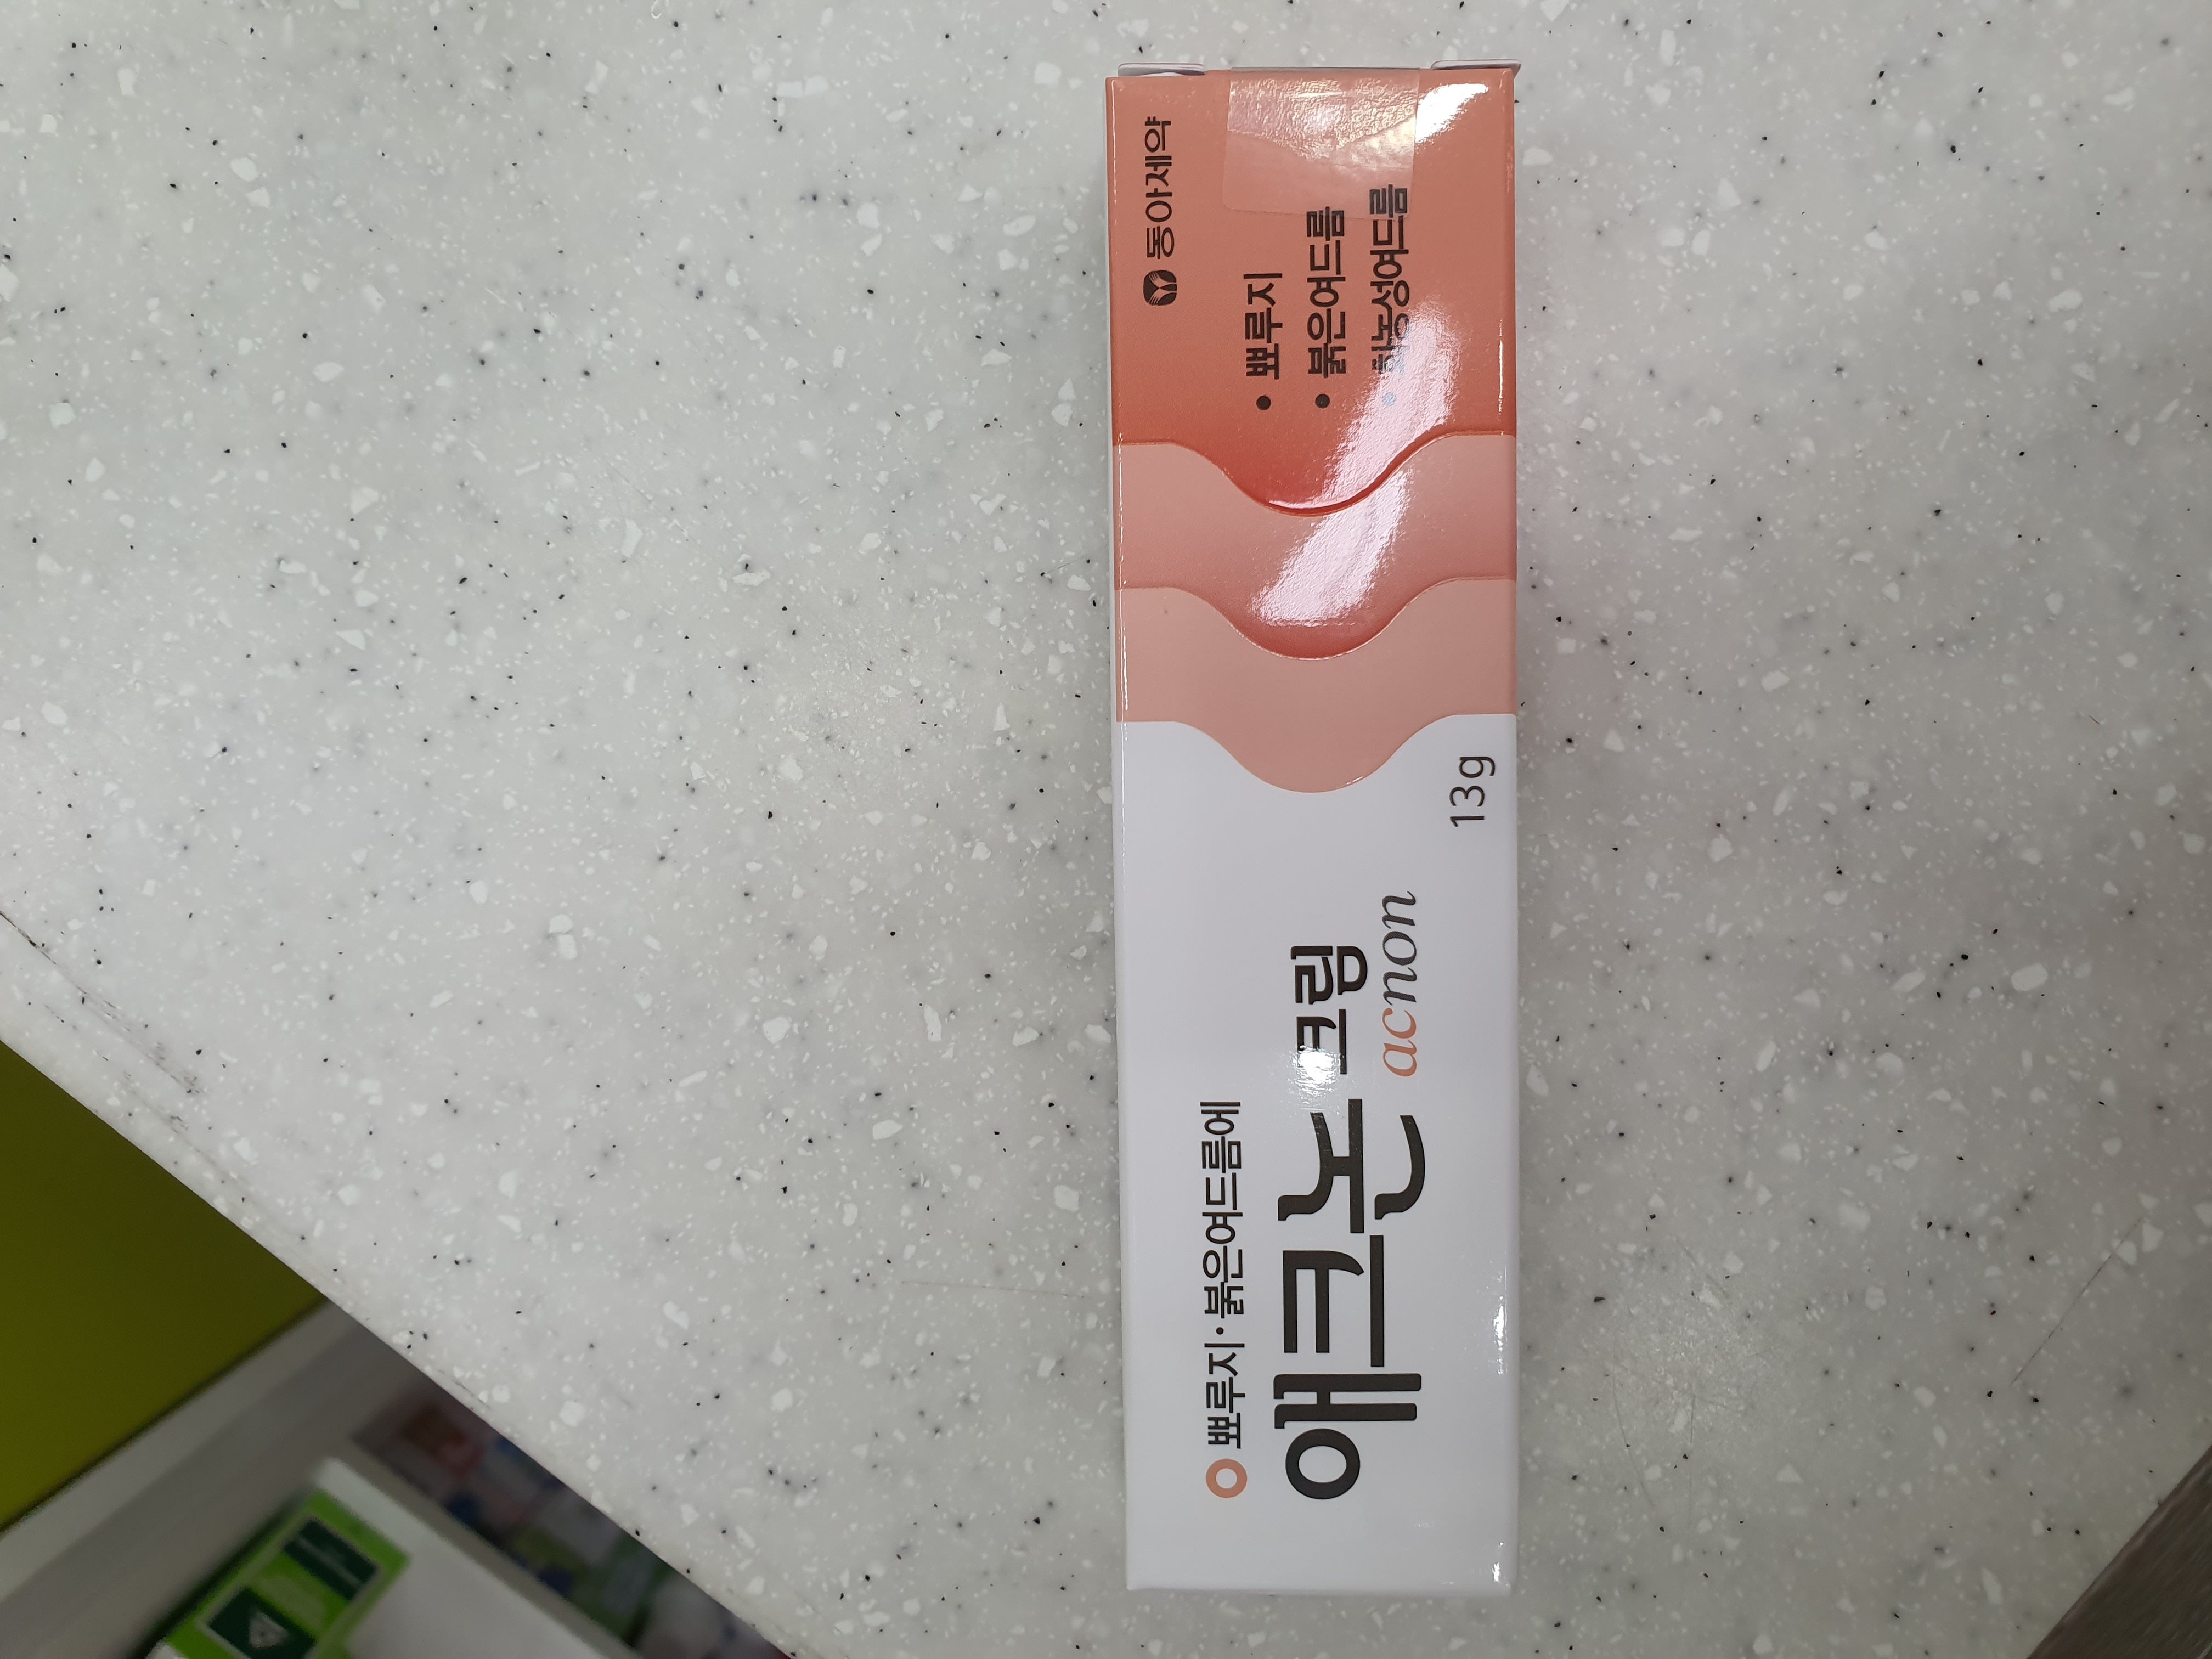 뾰루지·붉은여드름에
애크논 크림
acnon
13g
동아제약
• 뾰루지
• 붉은여드름
• 화농성여드름